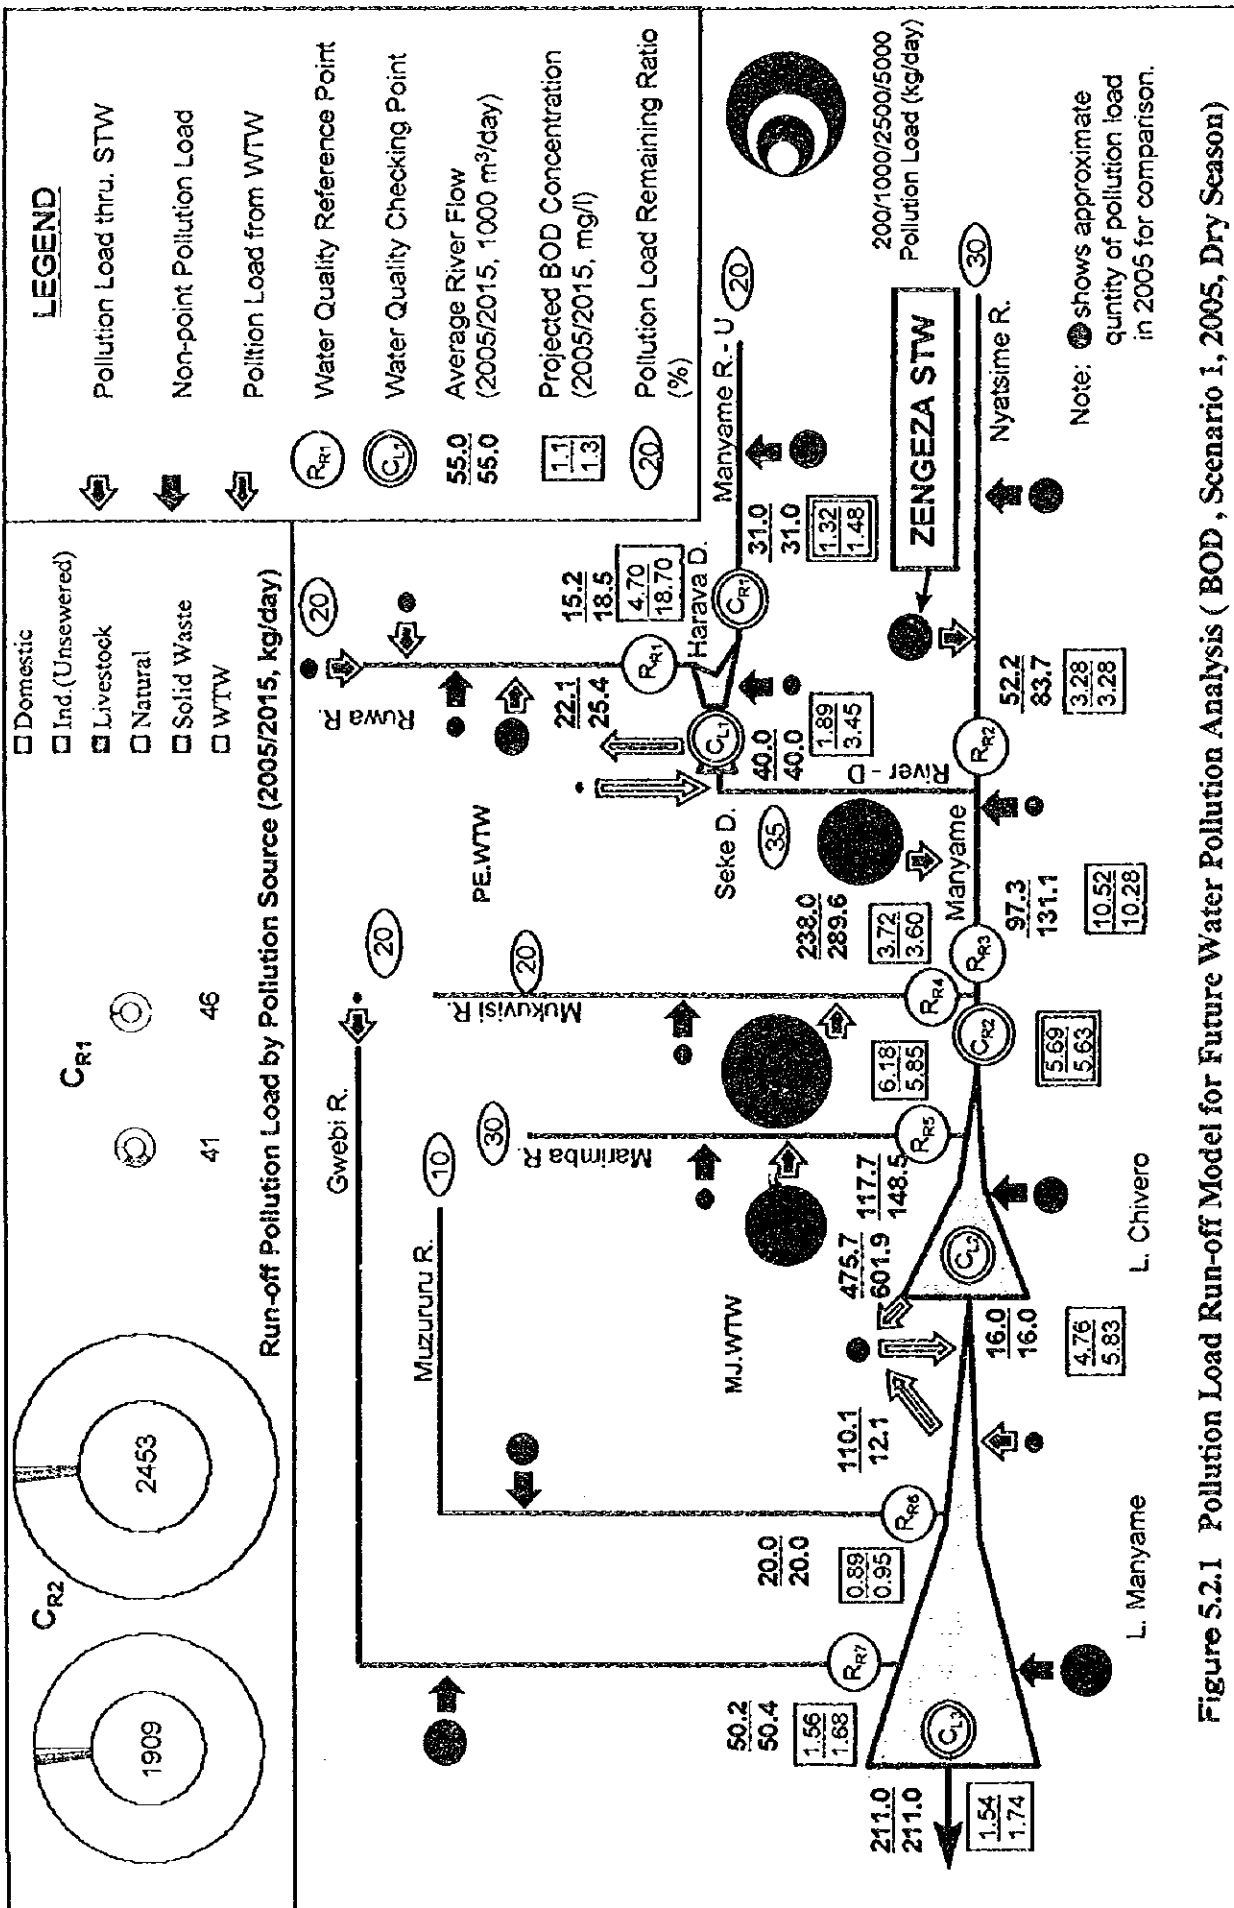 CR2
CR1
1909
2453
41
46
□ Domestic
□ Ind.(Unsewered)
□ Livestock
□ Natural
□ Solid Waste
□ WTW
Run-off Pollution Load by Pollution Source (2005/2015, kg/day)
LEGEND
Pollution Load thru. STW
Non-point Pollution Load
Polltion Load from WTW
RR1
Water Quality Reference Point
CL1
Water Quality Checking Point
55.0
55.0
Average River Flow
(2005/2015, 1000 m³/day)
1.1
1.3
Projected BOD Concentration
(2005/2015, mg/l)
20
Pollution Load Remaining Ratio
(%)
Gwebi R.
20
Muzururu R.
10
30
Marimba R.
Mukuvisi R.
20
PE.WTW
Ruwa R.
20
MJ.WTW
50.2
50.4
1.56
1.68
RR7
20.0
20.0
0.89
0.95
RR6
110.1
12.1
475.7
601.9
117.7
148.5
6.18
5.85
RR5
238.0
289.6
3.72
3.60
RR4
Seke D.
35
22.1
25.4
CL1
40.0
40.0
1.89
3.45
15.2
18.5
4.70
18.70
RR1
Harava D.
CR1
31.0
31.0
1.32
1.48
Manyame R. - U
20
200/1000/2500/5000
Pollution Load (kg/day)
ZENGEZA STW
211.0
211.0
1.54
1.74
CL3
CL2
16.0
16.0
4.76
5.83
CR2
5.69
5.63
RR3
97.3
131.1
10.52
10.28
Manyame
River - D
RR2
52.2
83.7
3.28
3.28
Nyatsime R.
30
L. Manyame
L. Chivero
Note: shows approximate
quntity of pollution load
in 2005 for comparison.
Figure 5.2.1 Pollution Load Run-off Model for Future Water Pollution Analysis ( BOD , Scenario 1, 2005, Dry Season)